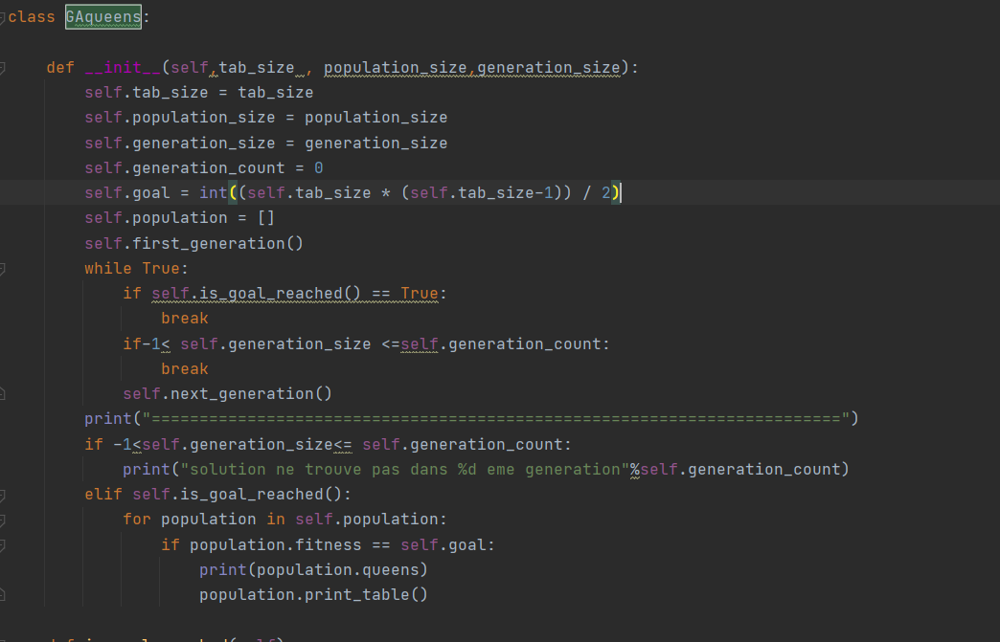 class GAqueens:
def __init__(self,tab_size , population_size,generation_size):
self.tab_size = tab_size
self.population_size = population_size
self.generation_size = generation_size
self.generation_count = 0
self.goal = int((self.tab_size * (self.tab_size-1)) / 2)
self.population = []
self.first_generation()
while True:
if self.is_goal_reached() == True:
break
if-1< self.generation_size <=self.generation_count:
break
self.next_generation()
print("========================================================================")
if -1<self.generation_size<= self.generation_count:
print("solution ne trouve pas dans %d eme generation"%self.generation_count)
elif self.is_goal_reached():
for population in self.population:
if population.fitness == self.goal:
print(population.queens)
population.print_table()